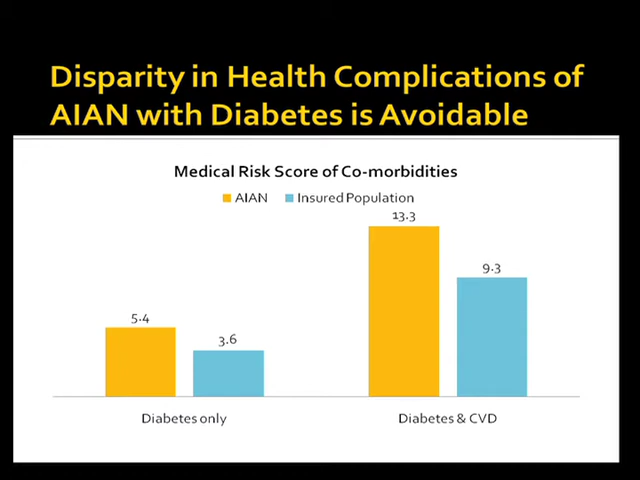 Disparity in Health Complications of
AIAN with Diabetes is Avoidable
Medical Risk Score of Co-morbidities
AIAN Insured Population
13.3
9.3
5.4
3.6
Diabetes only Diabetes & CVD